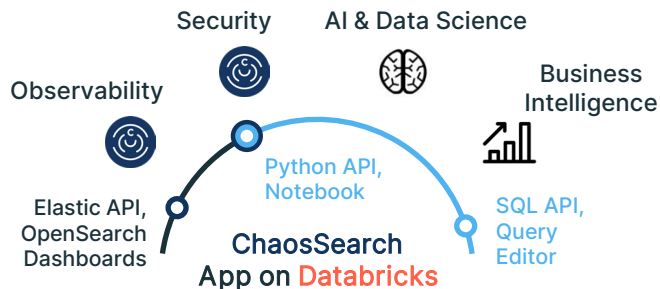 Security
AI & Data Science
Observability
Business
Intelligence
Python API,
Notebook
Elastic API,
OpenSearch
Dashboards
SQL API,
Query
Editor
ChaosSearch
App on Databricks